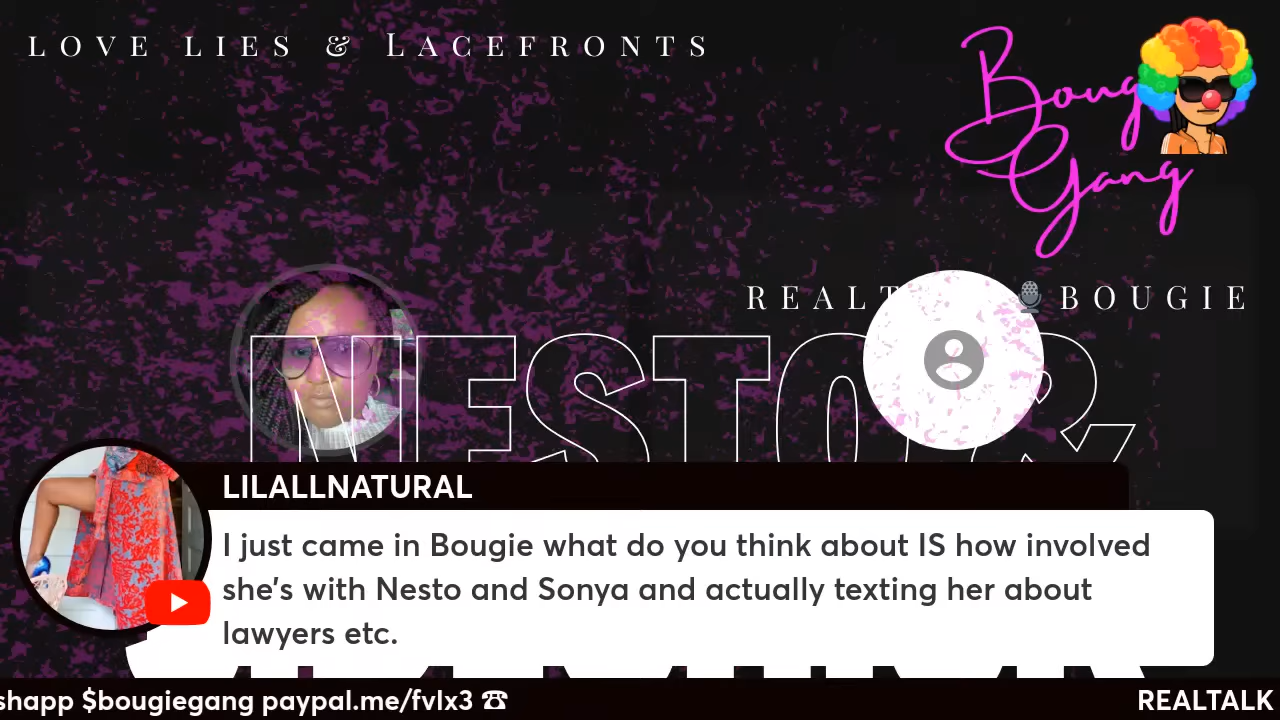 LOVE LIES & LACEFRONTS
Boug
Gang
REALT BOUGIE
NESTO &
LILALLNATURAL
I just came in Bougie what do you think about IS how involved
she's with Nesto and Sonya and actually texting her about
lawyers etc.
shapp $bougiegang paypal.me/fvlx3 ☎
REALTALK